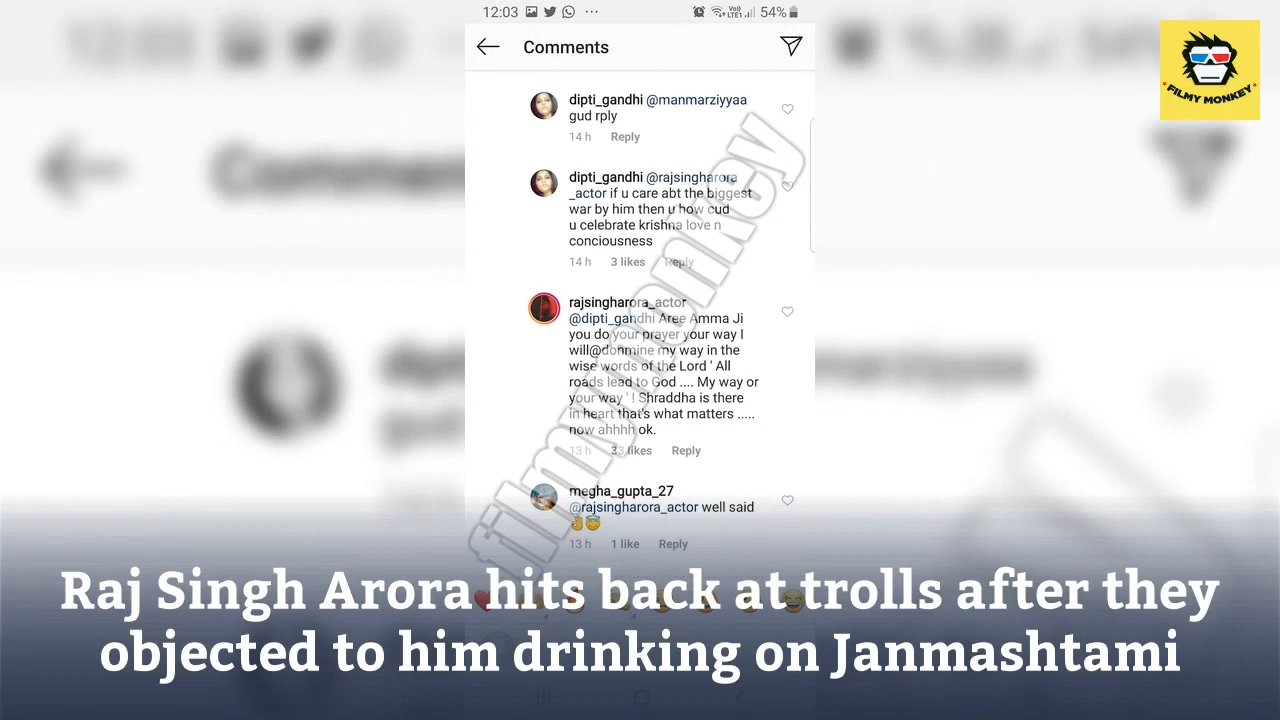 12:03
VoI)
LTE1
54%
FILMY MONKEY
Comments
dipti_gandhi @manmarziyyaa
gud rply
14 h Reply
dipti_gandhi @rajsingharora
_actor if u care abt the biggest
war by him then u how cud
u celebrate krishna love n
conciousness
14 h 3 likes Reply
rajsingharora_actor
@dipti_gandhi Aree Amma Ji
you do your prayer your way I
will@donmine my way in the
wise words of the Lord ' All
roads lead to God .... My way or
your way ' ! Shraddha is there
in heart that's what matters .....
now ahhhh ok.
13 h 33 likes Reply
megha_gupta_27
@rajsingharora_actor well said
👌😇
13 h 1 like Reply
filmymonkey
Raj Singh Arora hits back at trolls after they
objected to him drinking on Janmashtami